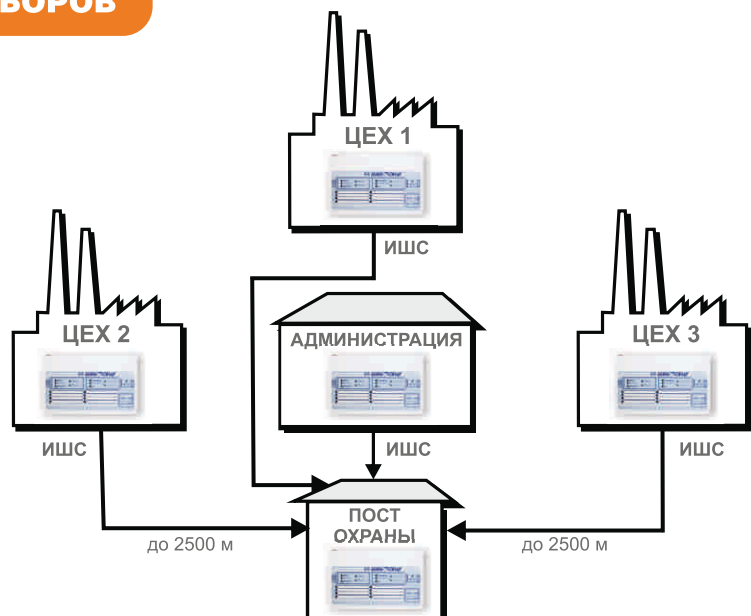 ВОРОВ
ЦЕХ 1
ИШС
ЦЕХ 2
АДМИНИСТРАЦИЯ
ЦЕХ 3
ИШС
ИШС
ИШС
ПОСТ
ОХРАНЫ
до 2500 м
до 2500 м